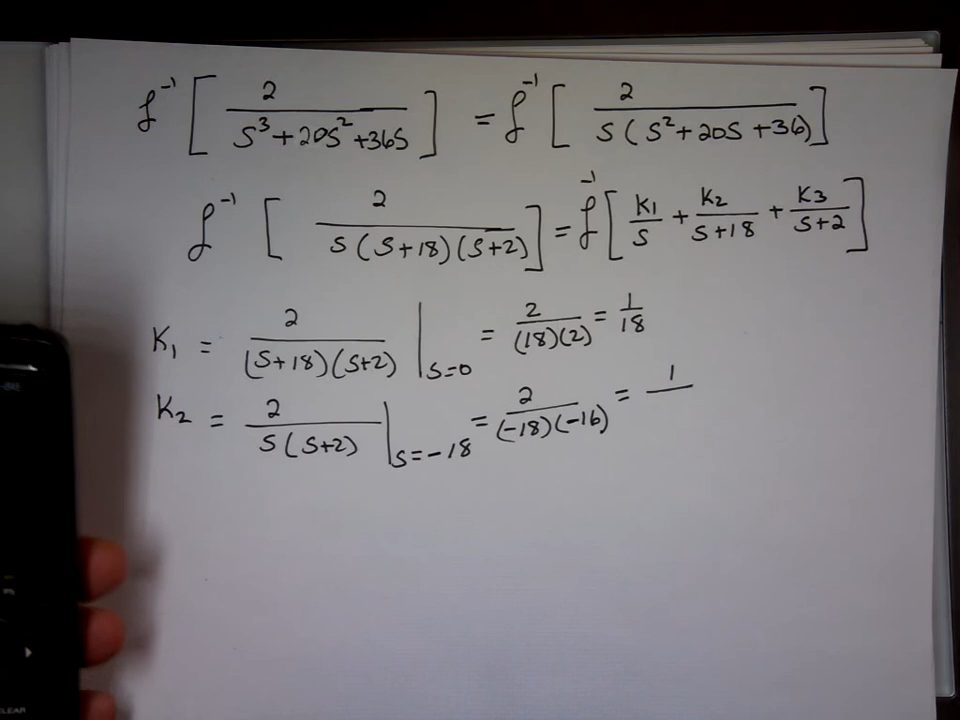 ℒ⁻¹ [ 2 / (S³+20S²+36S) ] = ℒ⁻¹ [ 2 / (S(S²+20S+36)) ]
ℒ⁻¹ [ 2 / (S(S+18)(S+2)) ] = ℒ⁻¹ [ K1/S + K2/(S+18) + K3/(S+2) ]
K₁ = 2 / ((S+18)(S+2)) |S=0 = 2 / ((18)(2)) = 1/18
K₂ = 2 / (S(S+2)) |S=-18 = 2 / ((-18)(-16)) = 1/
CLEAR